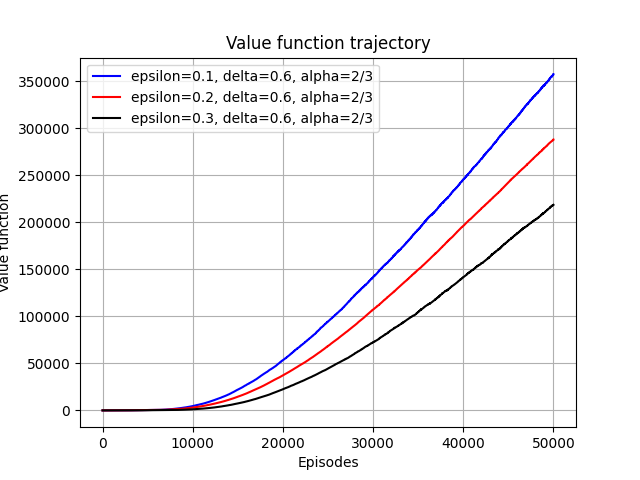 Value function trajectory
epsilon=0.1, delta=0.6, alpha=2/3
epsilon=0.2, delta=0.6, alpha=2/3
epsilon=0.3, delta=0.6, alpha=2/3
350000
300000
250000
200000
150000
100000
50000
0
Value function
0 10000 20000 30000 40000 50000
Episodes